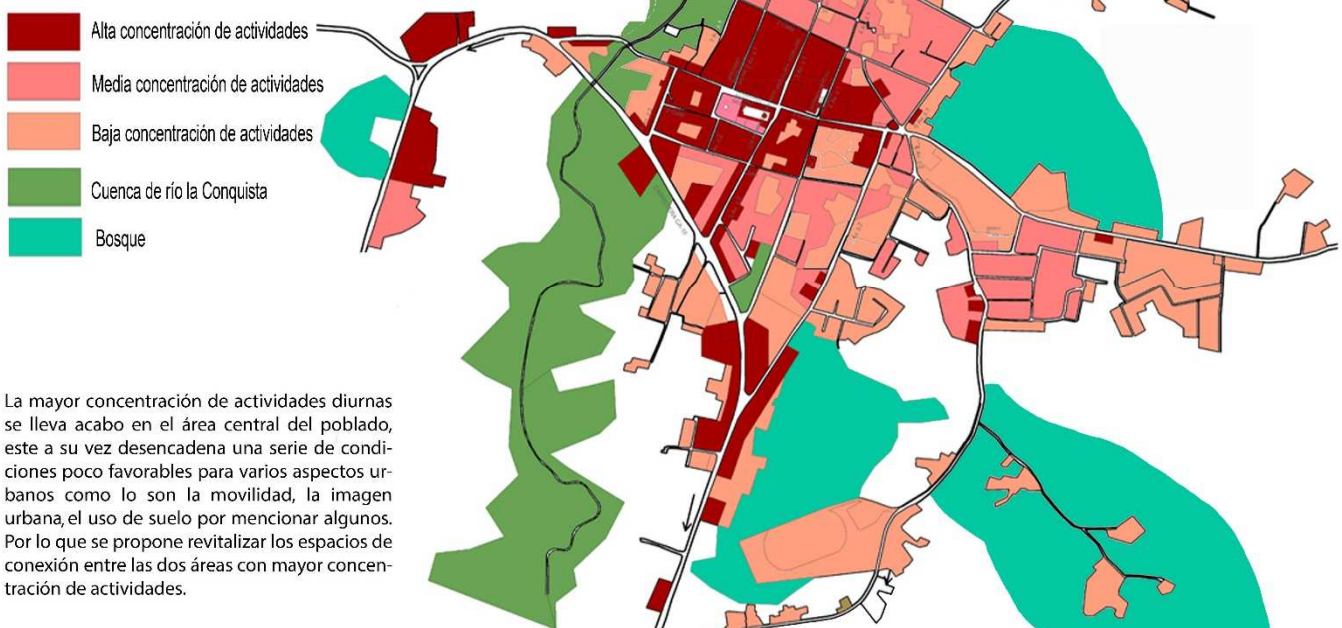 Alta concentración de actividades
Media concentración de actividades
Baja concentración de actividades
Cuenca de río la Conquista
Bosque
La mayor concentración de actividades diurnas
se lleva acabo en el área central del poblado,
este a su vez desencadena una serie de condi-
ciones poco favorables para varios aspectos ur-
banos como lo son la movilidad, la imagen
urbana, el uso de suelo por mencionar algunos.
Por lo que se propone revitalizar los espacios de
conexión entre las dos áreas con mayor concen-
tración de actividades.